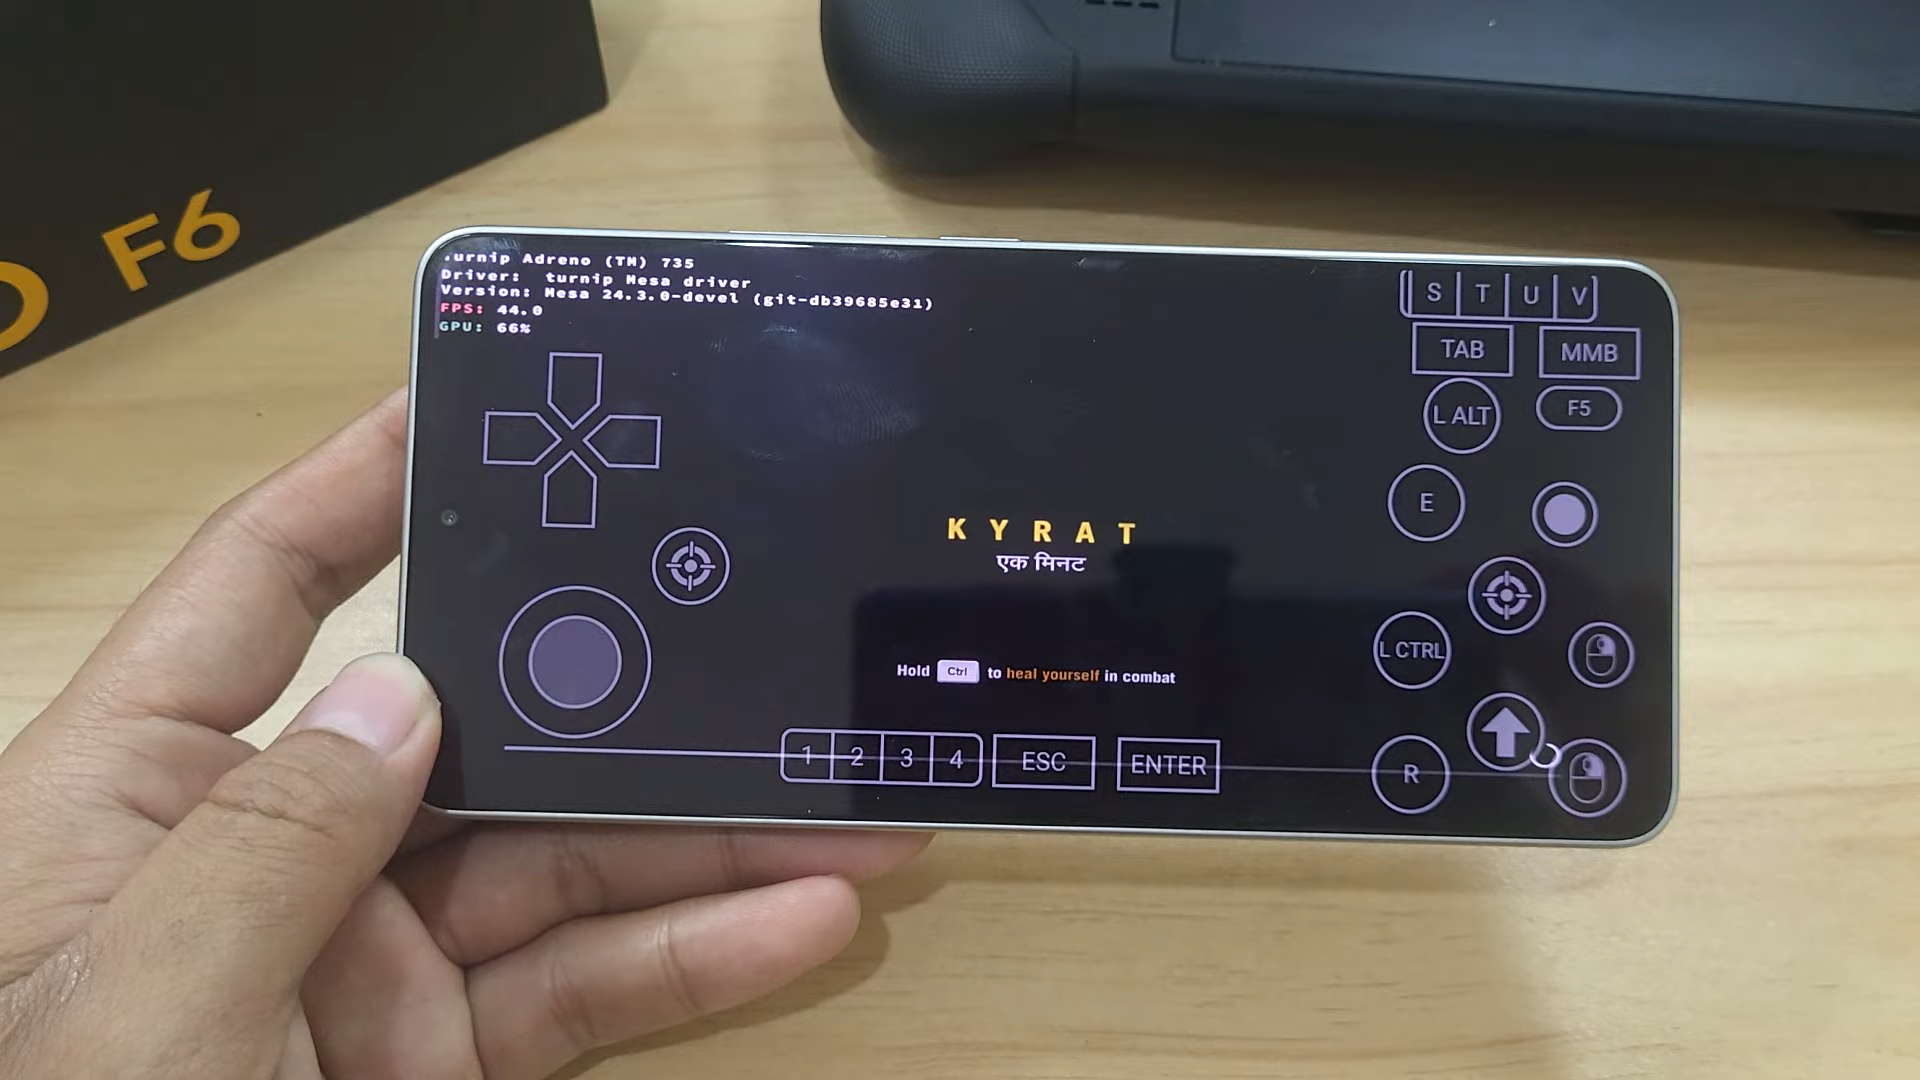 F6
.urnip Adreno (TM) 735
Driver: turnip Mesa driver
Version: Mesa 24.3.0-devel (git-db39685e31)
FPS: 44.0
GPU: 66%
S T U V
TAB MMB
L ALT F5
E
KYRAT
एक मिनट
L CTRL
Hold Ctrl to heal yourself in combat
1 2 3 4 ESC ENTER R